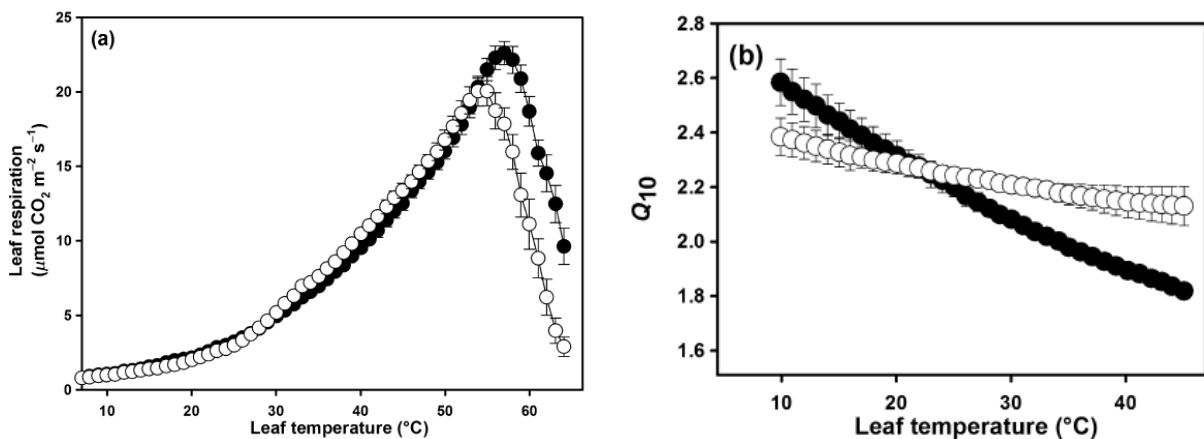 (a)
Leaf respiration
(μmol CO₂ m⁻² s⁻¹)
25
20
15
10
5
0
10 20 30 40 50 60
Leaf temperature (°C)
(b)
Q10
2.8
2.6
2.4
2.2
2.0
1.8
1.6
10 20 30 40
Leaf temperature (°C)